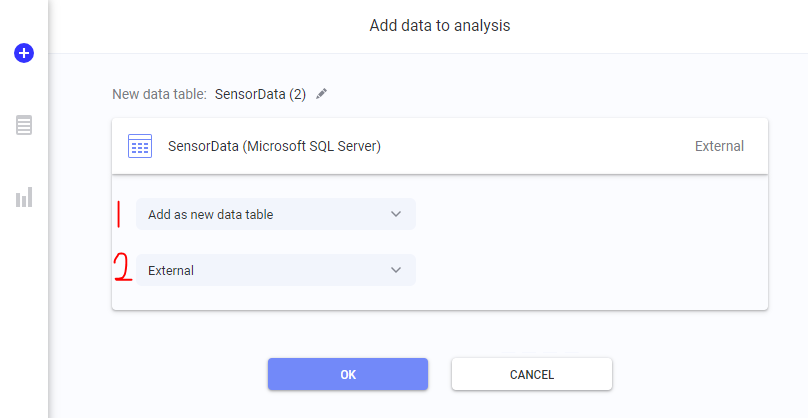 Add data to analysis
New data table: SensorData (2)
SensorData (Microsoft SQL Server) External
1 Add as new data table
2 External
OK CANCEL